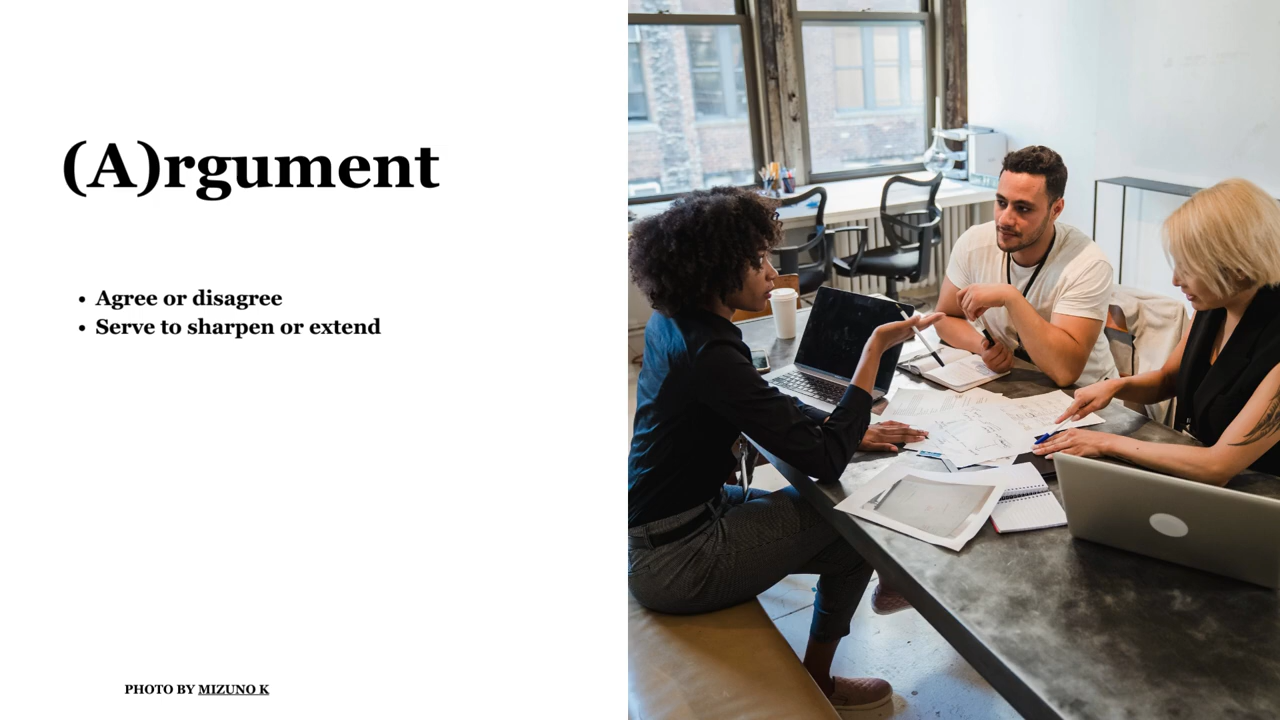 (A)rgument
• Agree or disagree
• Serve to sharpen or extend
PHOTO BY MIZUNO K